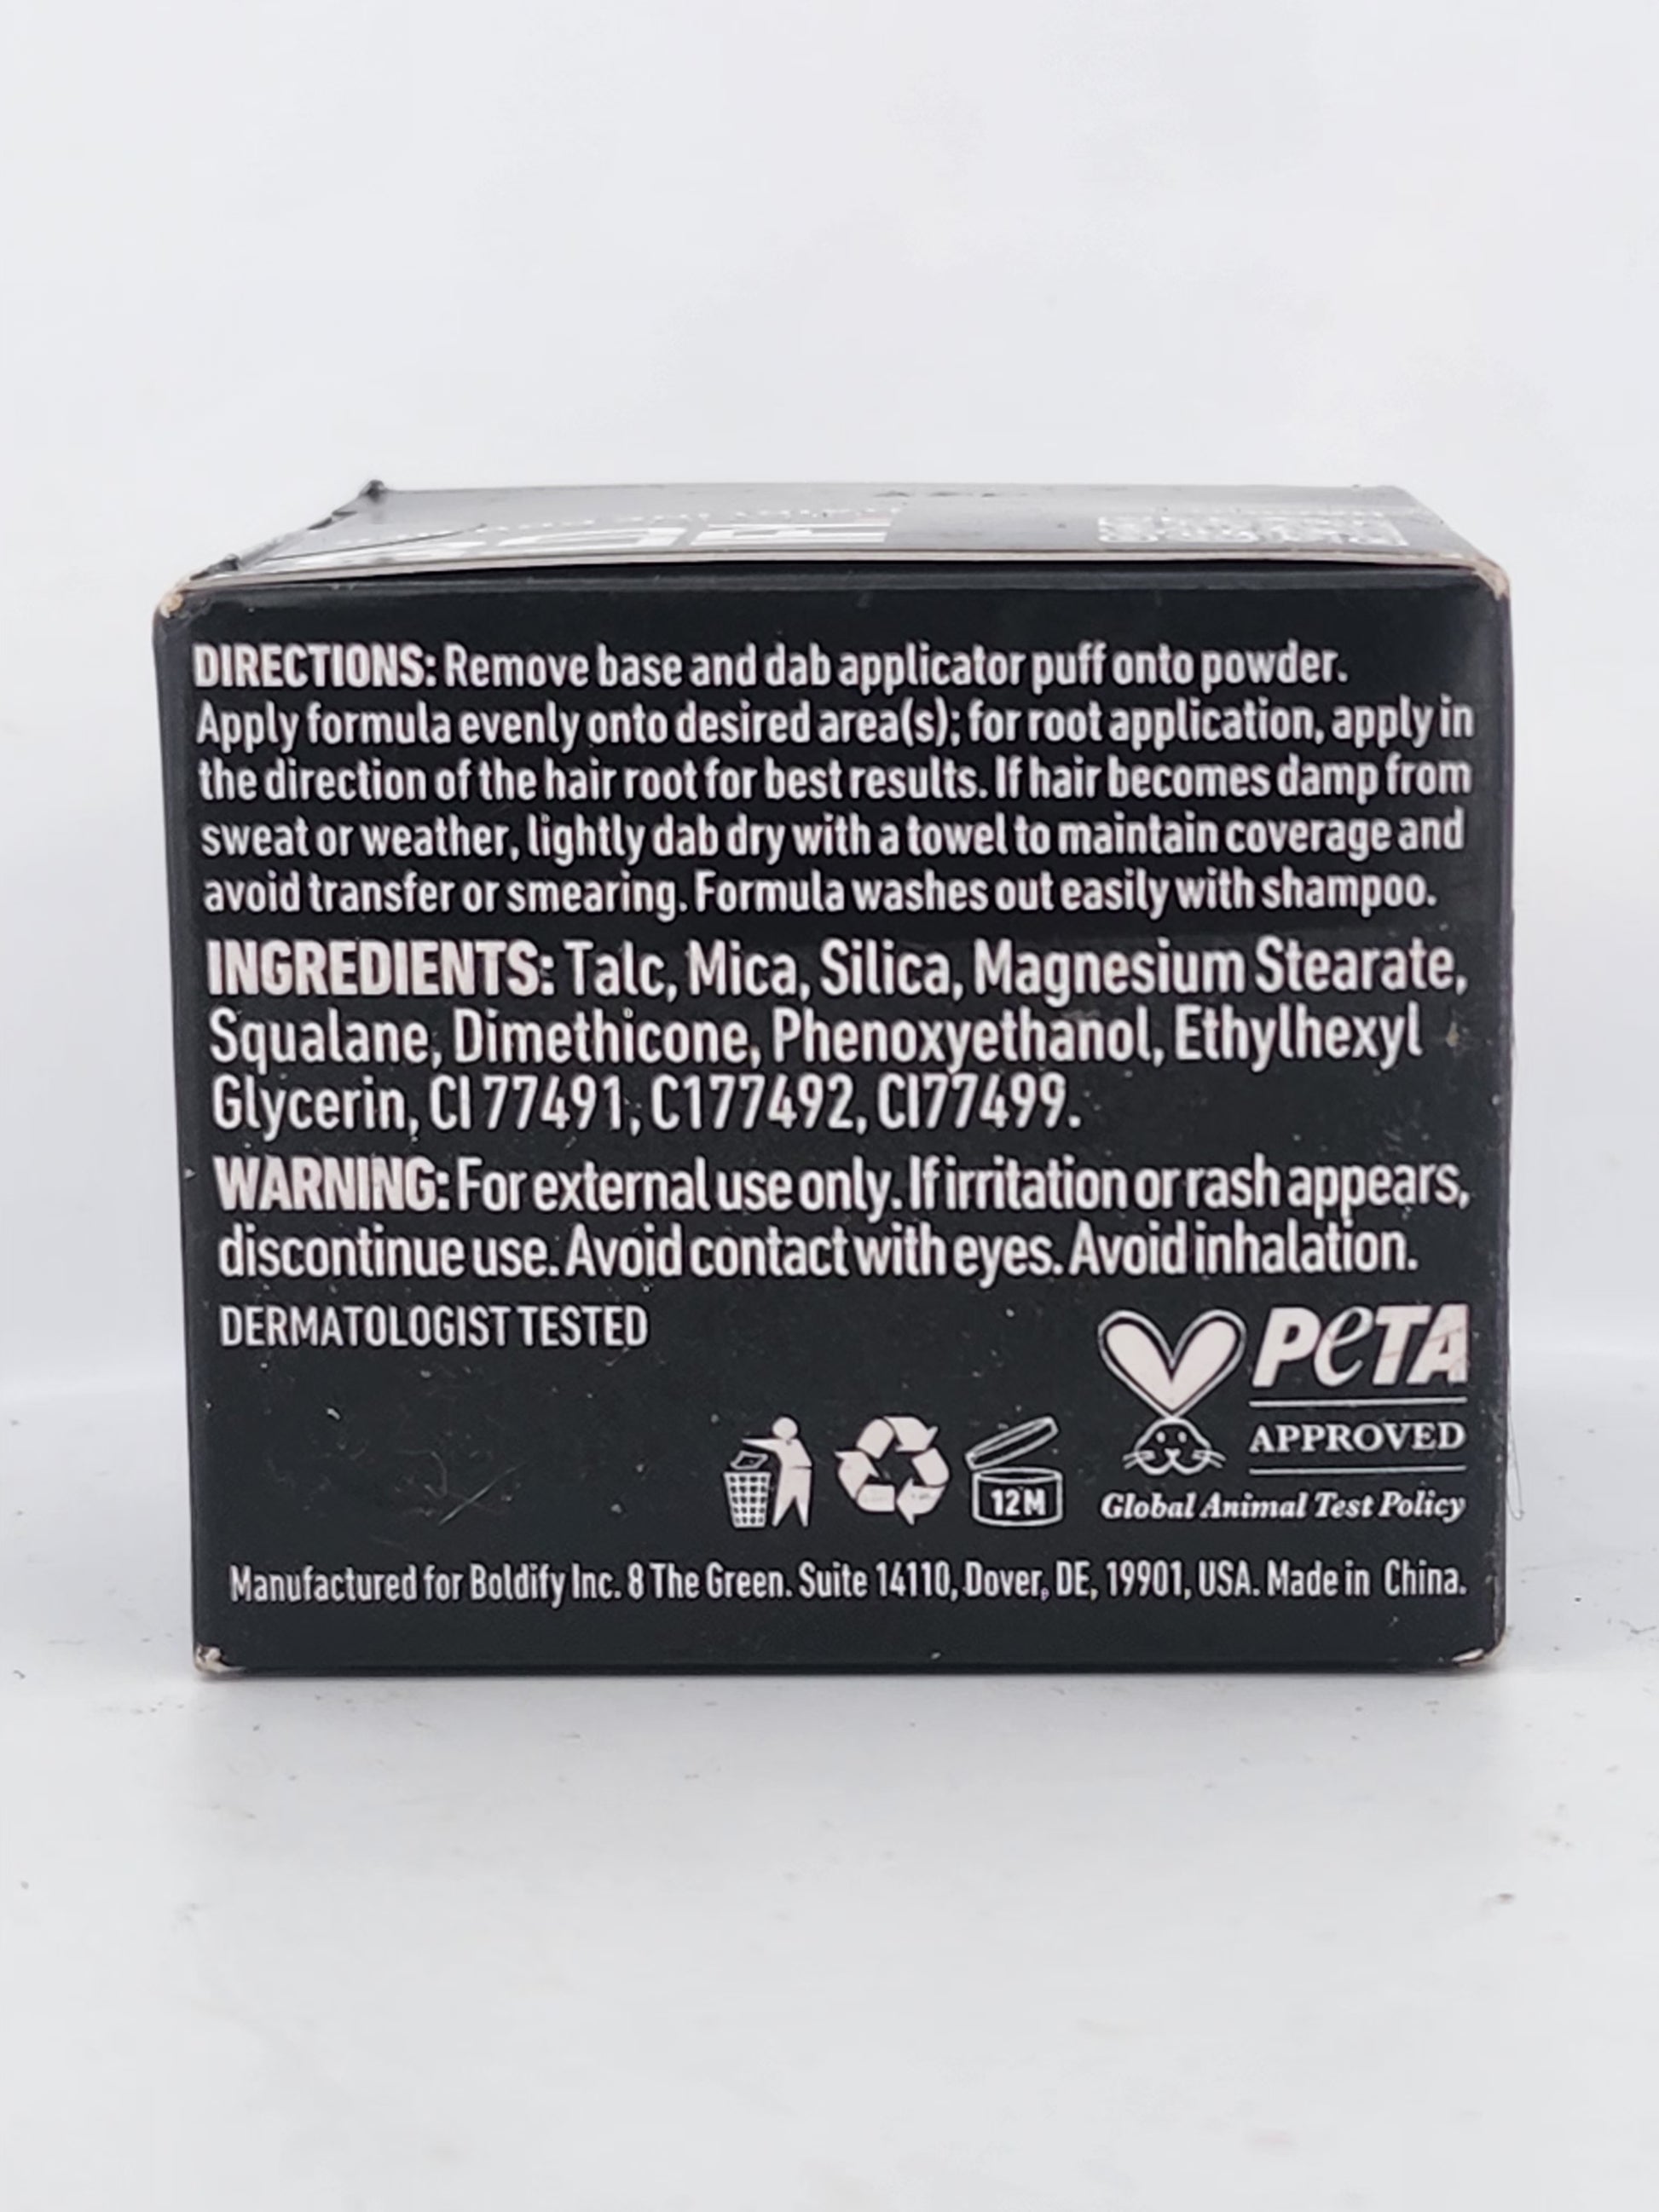 DIRECTIONS: Remove base and dab applicator puff onto powder.
Apply formula evenly onto desired area(s); for root application, apply in
the direction of the hair root for best results. If hair becomes damp from
sweat or weather, lightly dab dry with a towel to maintain coverage and
avoid transfer or smearing. Formula washes out easily with shampoo.
INGREDIENTS: Talc, Mica, Silica, Magnesium Stearate,
Squalane, Dimethicone, Phenoxyethanol, Ethylhexyl
Glycerin, CI 77491, C177492, CI77499.
WARNING: For external use only. If irritation or rash appears,
discontinue use. Avoid contact with eyes. Avoid inhalation.
DERMATOLOGIST TESTED
PETA
APPROVED
12M
Global Animal Test Policy
Manufactured for Boldify Inc. 8 The Green. Suite 14110, Dover, DE, 19901, USA. Made in China.